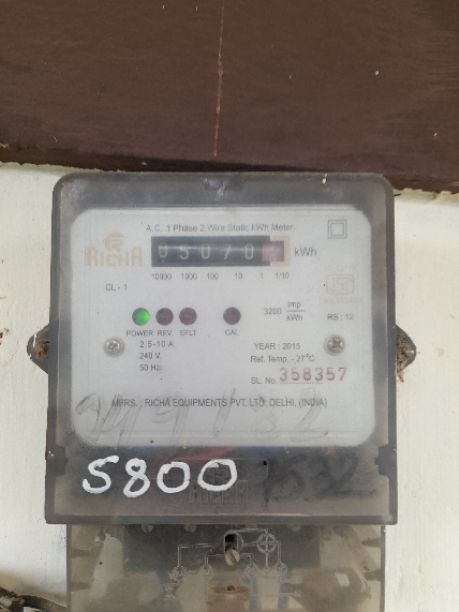 A.C. 1 Phase 2 Wire Static kWh Meter
RICHA
05070 kWh
10000 1000 100 10 1 1/10
CL - 1
3200 imp/kWh
RS : 12
POWER REV. EFLT CAL
2.5-10 A
240 V.
50 Hz.
YEAR : 2015
Ref. Temp. - 27°C
SL. No. 358357
MFRS. : RICHA EQUIPMENTS PVT. LTD. DELHI, (INDIA)
5800